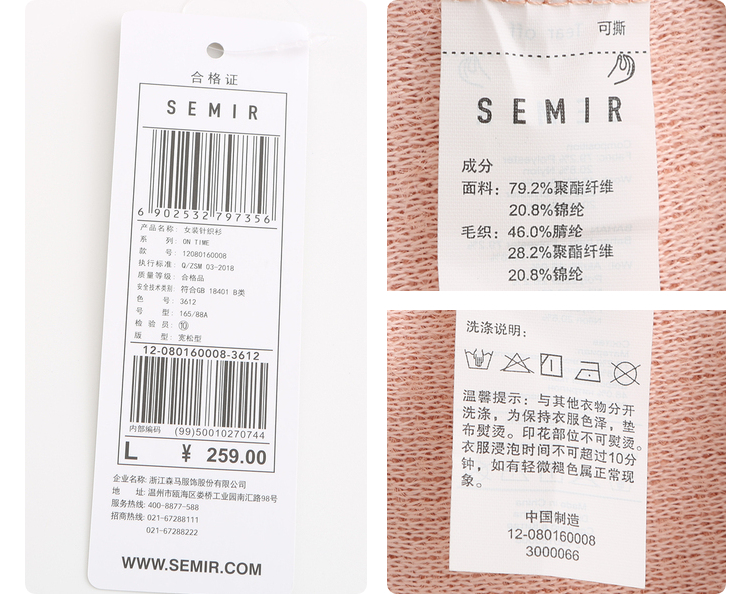 合格证
SEMIR
6902532797356
产品名称: 女装针织衫
系 列: ON TIME
款 号: 12080160008
执行标准: Q/ZSM 03-2018
质量等级: 合格品
安全技术类别: 符合GB 18401 B类
色 号: 3612
号 型: 165/88A
检 验 员: ⑩
版 型: 宽松型
12-080160008-3612
内部编码 (99)50010270744
L ¥ 259.00
企业名称: 浙江森马服饰股份有限公司
地 址: 温州市瓯海区娄桥工业园南汇路98号
服务热线: 400-8877-588
招商热线: 021-67288111
021-67288222
WWW.SEMIR.COM
可撕
SEMIR
成分
面料: 79.2%聚酯纤维
20.8%锦纶
毛织: 46.0%腈纶
28.2%聚酯纤维
20.8%锦纶
洗涤说明:
温馨提示: 与其他衣物分开
洗涤, 为保持衣服色泽, 垫
布熨烫。印花部位不可熨烫。
衣服浸泡时间不可超过10分
钟, 如有轻微褪色属正常现
象。
中国制造
12-080160008
3000066